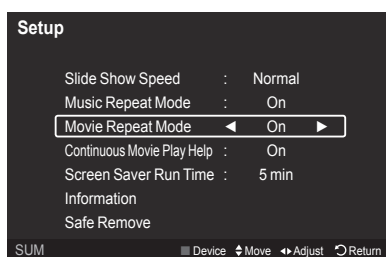 Setup
Slide Show Speed : Normal
Music Repeat Mode : On
Movie Repeat Mode ◄ On ►
Continuous Movie Play Help : On
Screen Saver Run Time : 5 min
Information
Safe Remove
SUM Device Move Adjust Return